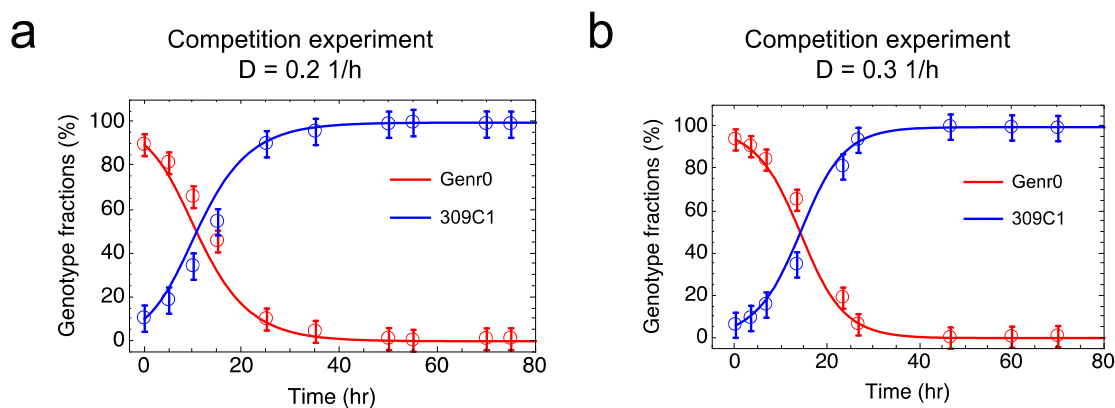 a
Competition experiment
D = 0.2 1/h
Genotype fractions (%)
100
80
60
40
20
0
Genr0
309C1
0
20
40
60
80
Time (hr)
b
Competition experiment
D = 0.3 1/h
Genotype fractions (%)
100
80
60
40
20
0
Genr0
309C1
0
20
40
60
80
Time (hr)